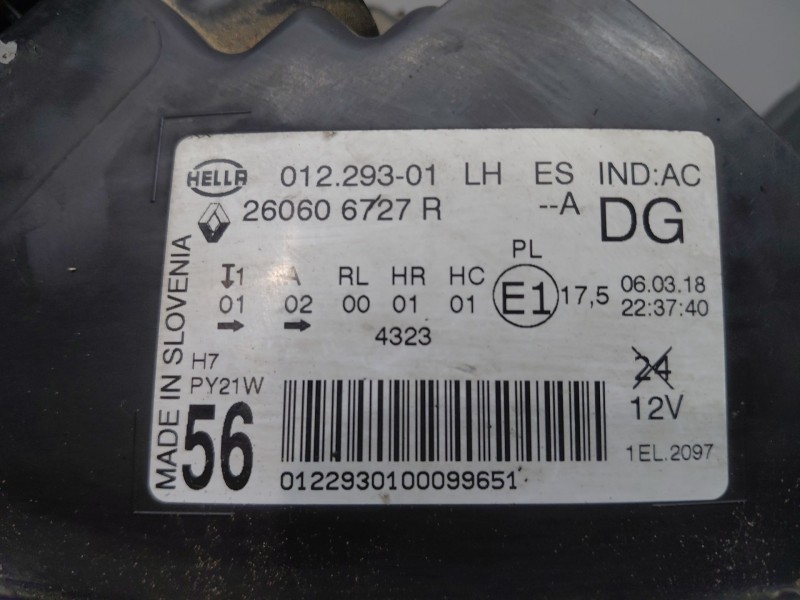 HELLA 012.293-01 LH ES IND:AC
26060 6727 R --A DG
PL
1 A RL HR HC E1 17,5 06.03.18
01 02 00 01 01 22:37:40
4323
MADE IN SLOVENIA
H7
PY21W
24
56
12V
1EL.2097
0122930100099651